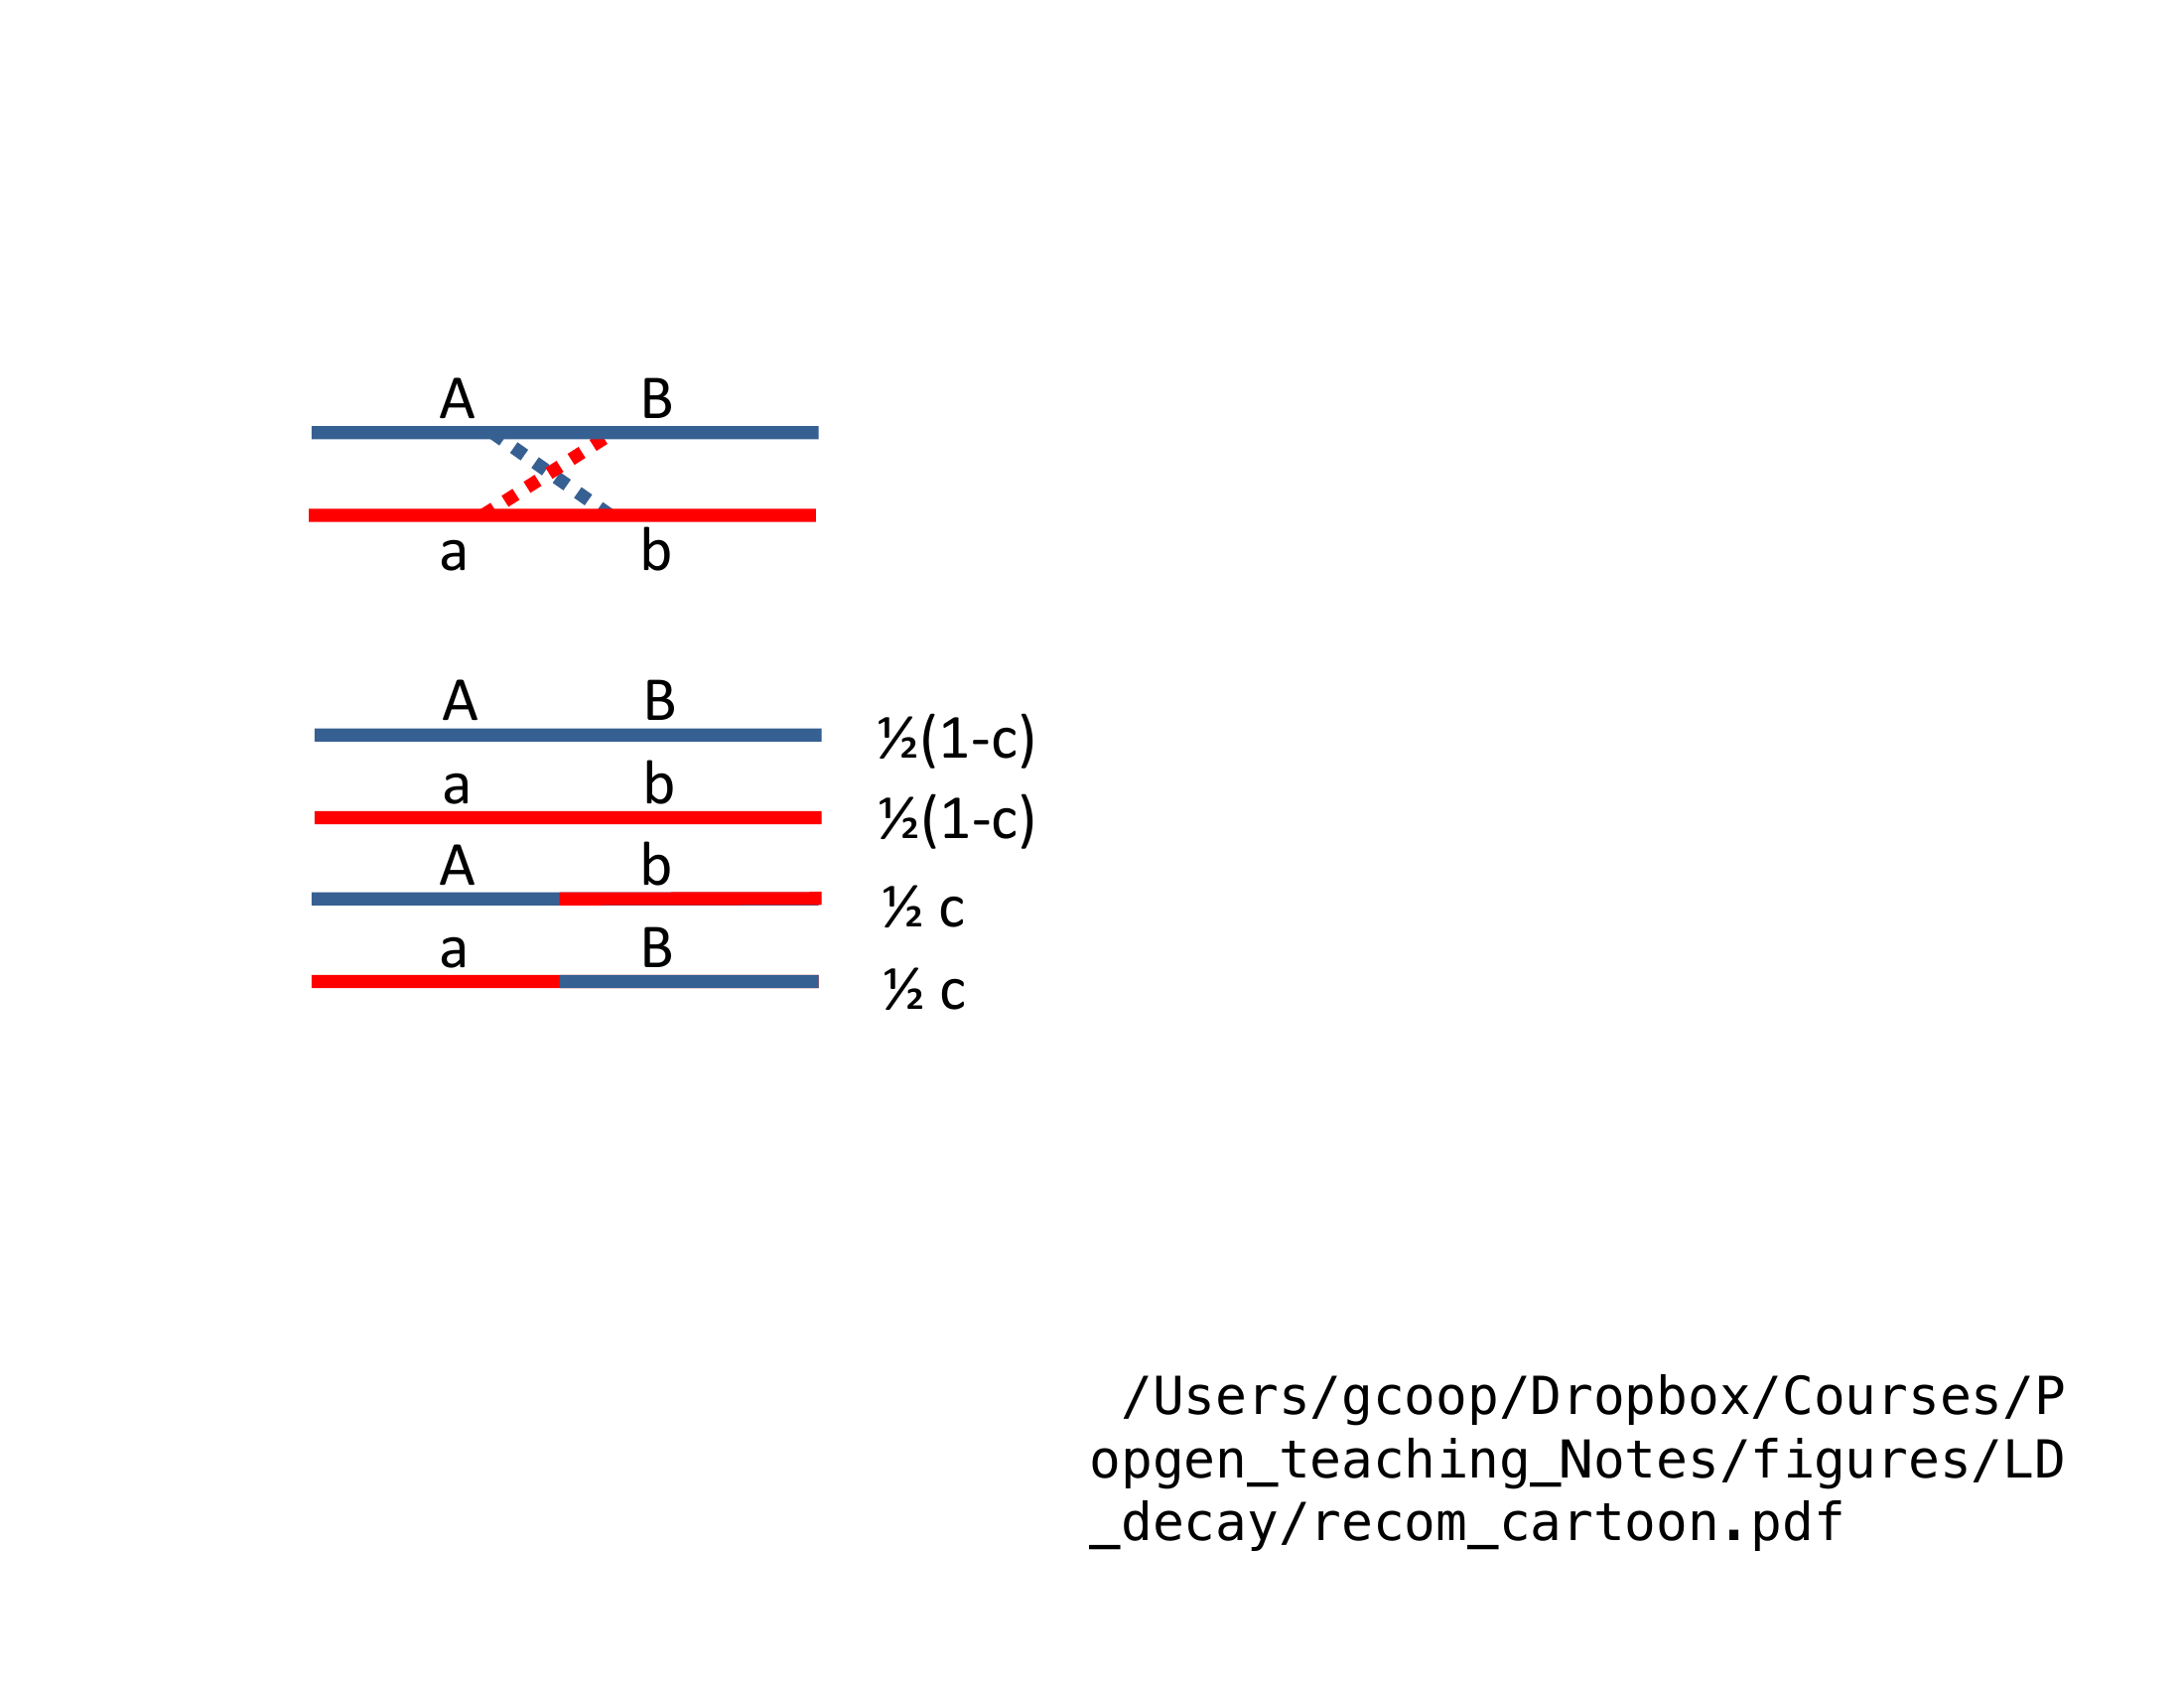 A B
a b
A B
½(1-c)
a b
½(1-c)
A b
½ c
a B
½ c
/Users/gcoop/Dropbox/Courses/P
opgen_teaching_Notes/figures/LD
_decay/recom_cartoon.pdf